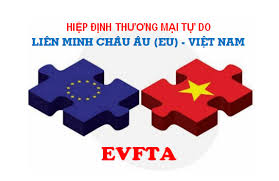 HIỆP ĐỊNH THƯƠNG MẠI TỰ DO
LIÊN MINH CHÂU ÂU (EU) - VIỆT NAM
EVFTA